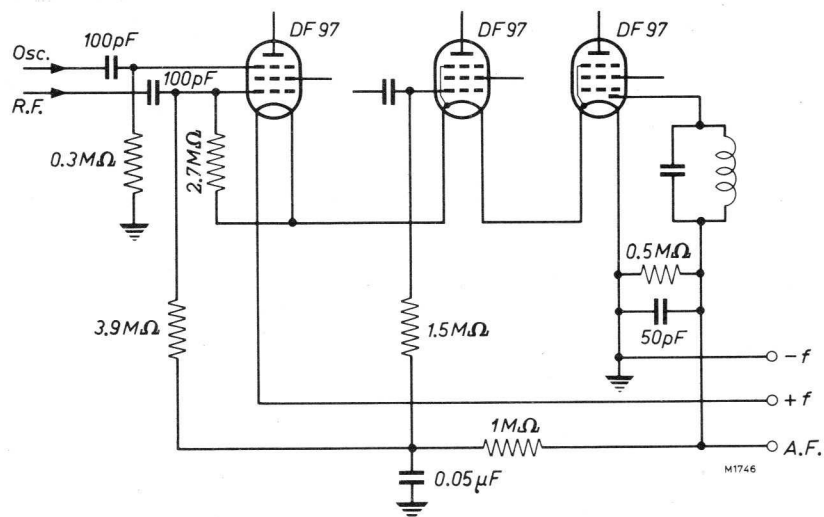 DF 97
DF 97
DF 97
100pF
Osc.
100pF
R.F.
0.3MΩ
2.7MΩ
0.5MΩ
3.9MΩ
1.5MΩ
50pF
-f
+f
1MΩ
A.F.
M1746
0.05μF